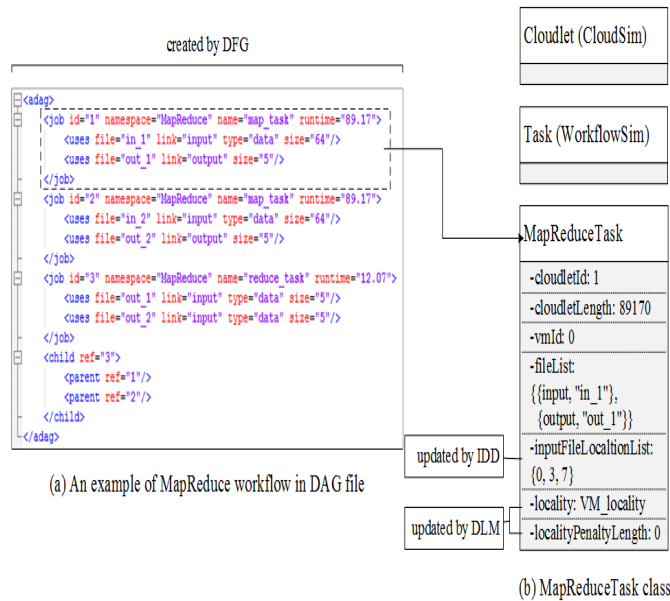 created by DFG
<adag>
<job id="1" namespace="MapReduce" name="map_task" runtime="89.17">
<uses file="in_1" link="input" type="data" size="64"/>
<uses file="out_1" link="output" size="5"/>
</job>
<job id="2" namespace="MapReduce" name="map_task" runtime="89.17">
<uses file="in_2" link="input" type="data" size="64"/>
<uses file="out_2" link="output" size="5"/>
</job>
<job id="3" namespace="MapReduce" name="reduce_task" runtime="12.07">
<uses file="out_1" link="input" type="data" size="5"/>
<uses file="out_2" link="input" type="data" size="5"/>
</job>
<child ref="3">
<parent ref="1"/>
<parent ref="2"/>
</child>
</adag>
(a) An example of MapReduce workflow in DAG file
Cloudlet (CloudSim)
Task (WorkflowSim)
MapReduceTask
-cloudletId: 1
-cloudletLength: 89170
-vmId: 0
-fileList:
{{input, "in_1"},
{output, "out_1"}}
updated by IDD
-inputFileLocaltionList:
{0, 3, 7}
updated by DLM
-locality: VM_locality
-localityPenaltyLength: 0
(b) MapReduceTask class